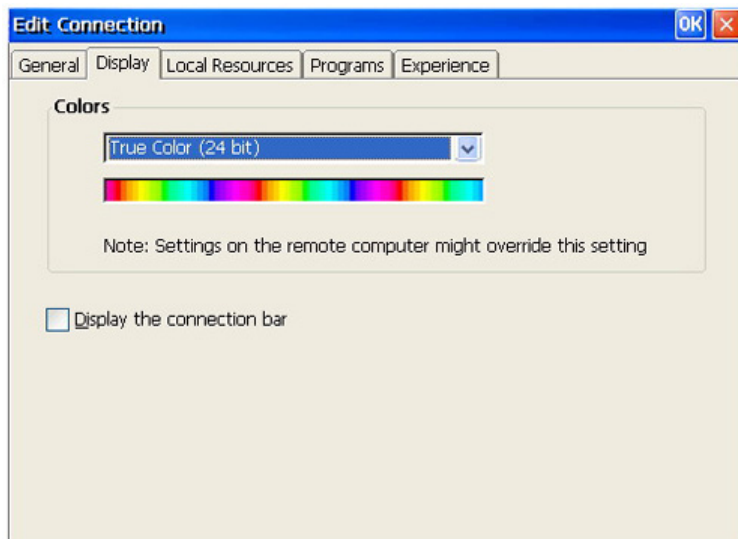 Edit Connection OK
General Display Local Resources Programs Experience
Colors
True Color (24 bit)
Note: Settings on the remote computer might override this setting
Display the connection bar